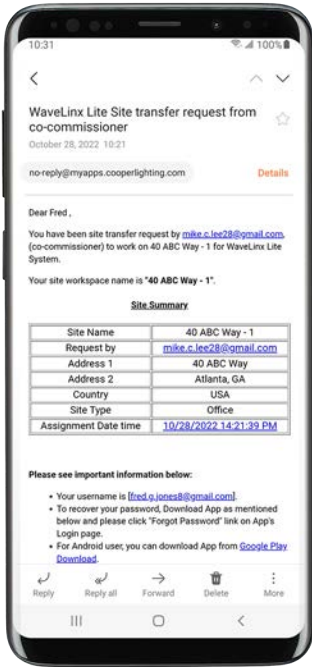 10:31 100%
WaveLinx Lite Site transfer request from
co-commissioner
October 28, 2022 10:21
no-reply@myapps.cooperlighting.com Details
Dear Fred ,
You have been site transfer request by mike.c.lee28@gmail.com,
(co-commissioner) to work on 40 ABC Way - 1 for WaveLinx Lite
System.
Your site workspace name is "40 ABC Way - 1".
Site Summary
Site Name 40 ABC Way - 1
Request by mike.c.lee28@gmail.com
Address 1 40 ABC Way
Address 2 Atlanta, GA
Country USA
Site Type Office
Assignment Date time 10/28/2022 14:21:39 PM
Please see important information below:
• Your username is [fred.g.jones8@gmail.com].
• To recover your password, Download App as mentioned
below and please click "Forgot Password" link on App's
Login page.
• For Android user, you can download App from Google Play
Download.
Reply Reply all Forward Delete More